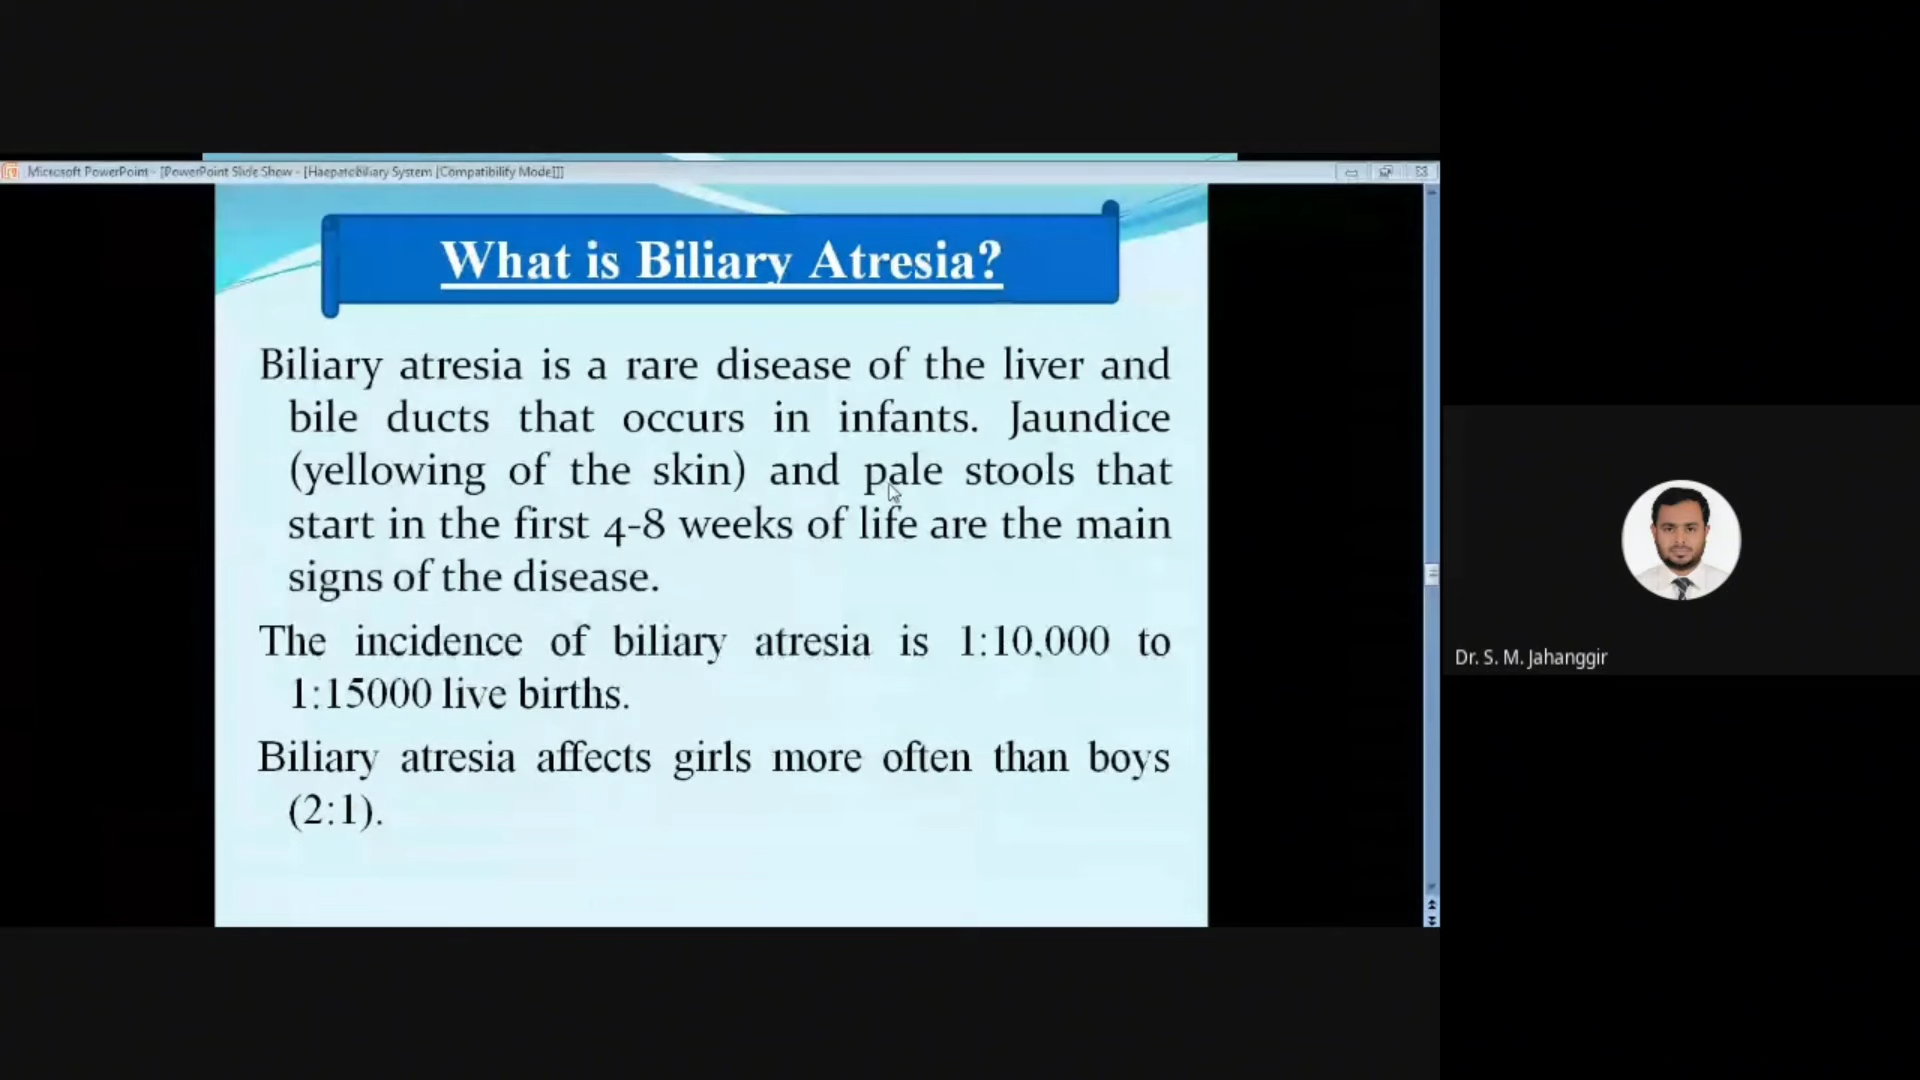 Microsoft PowerPoint - [PowerPoint Slide Show - [Haepatobiliary System [Compatibility Mode]]]
What is Biliary Atresia?
Biliary atresia is a rare disease of the liver and
bile ducts that occurs in infants. Jaundice
(yellowing of the skin) and pale stools that
start in the first 4-8 weeks of life are the main
signs of the disease.
The incidence of biliary atresia is 1:10,000 to
1:15000 live births.
Biliary atresia affects girls more often than boys
(2:1).
Dr. S. M. Jahanggir